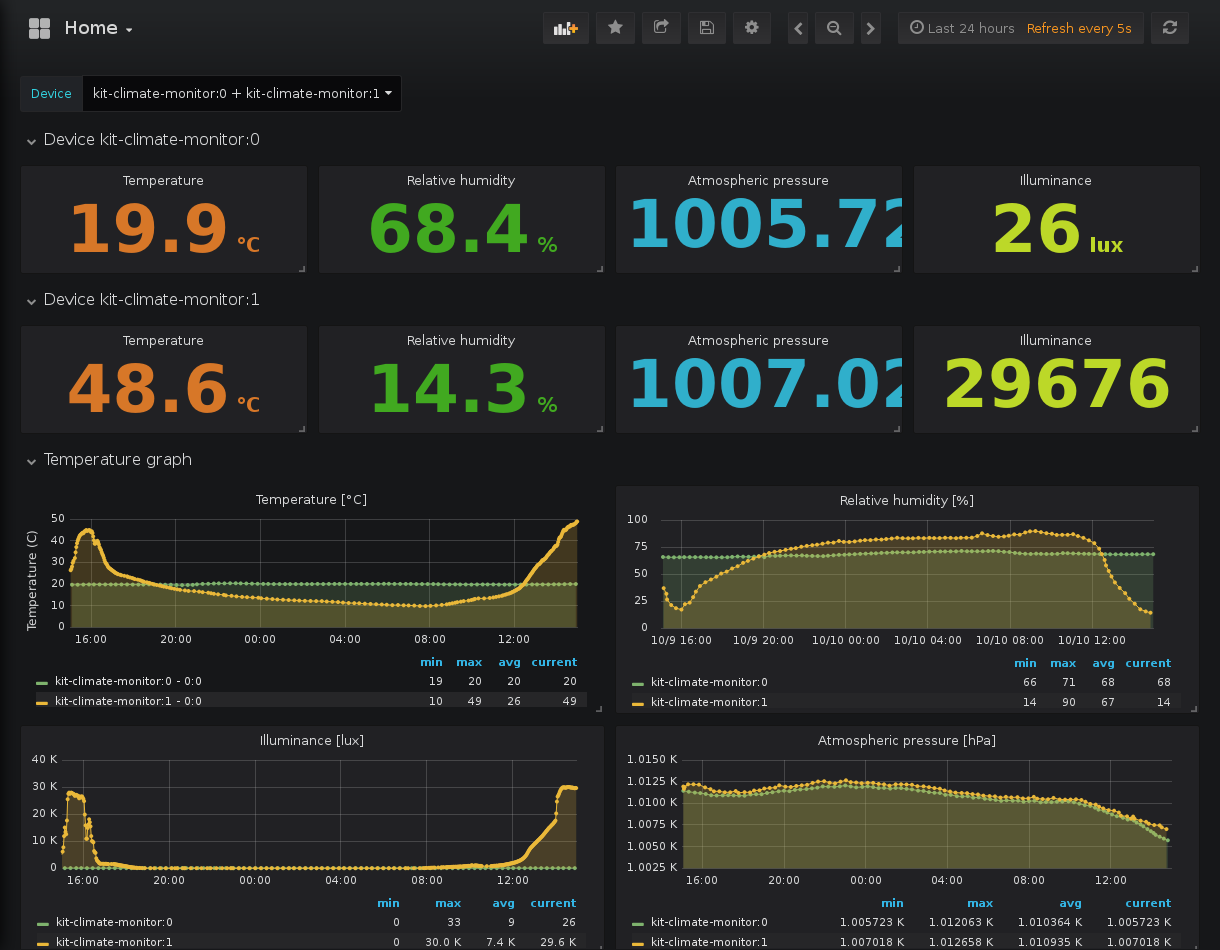 Home
Last 24 hours Refresh every 5s
Device kit-climate-monitor:0 + kit-climate-monitor:1
Device kit-climate-monitor:0
Temperature Relative humidity Atmospheric pressure Illuminance
19.9 °C 68.4 % 1005.72 26 lux
Device kit-climate-monitor:1
Temperature Relative humidity Atmospheric pressure Illuminance
48.6 °C 14.3 % 1007.02 29676
Temperature graph
Temperature [°C]
Temperature (C)
50
40
30
20
10
0
16:00 20:00 00:00 04:00 08:00 12:00
min max avg current
kit-climate-monitor:0 - 0:0 19 20 20 20
kit-climate-monitor:1 - 0:0 10 49 26 49
Relative humidity [%]
100
75
50
25
0
10/9 16:00 10/9 20:00 10/10 00:00 10/10 04:00 10/10 08:00 10/10 12:00
min max avg current
kit-climate-monitor:0 66 71 68 68
kit-climate-monitor:1 14 90 67 14
Illuminance [lux]
40 K
30 K
20 K
10 K
0
16:00 20:00 00:00 04:00 08:00 12:00
min max avg current
kit-climate-monitor:0 0 33 9 26
kit-climate-monitor:1 0 30.0 K 7.4 K 29.6 K
Atmospheric pressure [hPa]
1.0150 K
1.0125 K
1.0100 K
1.0075 K
1.0050 K
1.0025 K
16:00 20:00 00:00 04:00 08:00 12:00
min max avg current
kit-climate-monitor:0 1.005723 K 1.012063 K 1.010364 K 1.005723 K
kit-climate-monitor:1 1.007018 K 1.012658 K 1.010935 K 1.007018 K